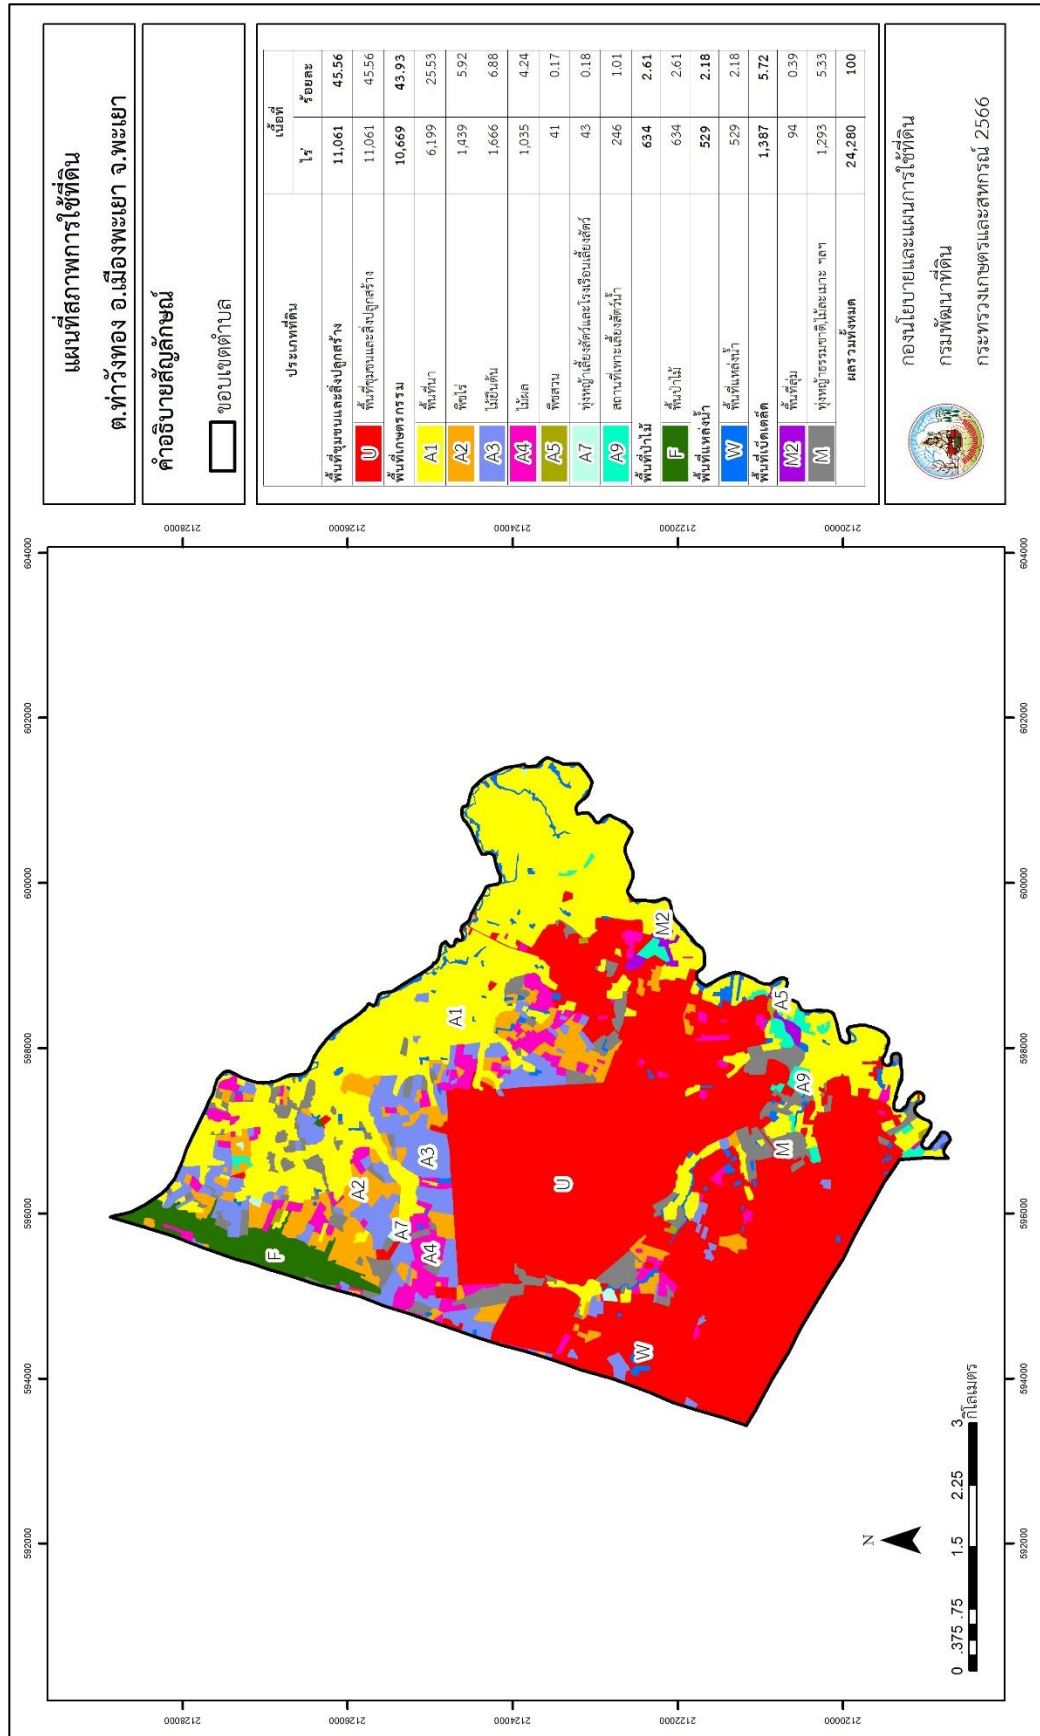 แผนที่สภาพการใช้ที่ดิน
ต.ท่าวังทอง อ.เมืองพะเยา จ.พะเยา
คำอธิบายสัญลักษณ์
ขอบเขตตำบล
ประเภทที่ดิน เนื้อที่
ไร่ ร้อยละ
พื้นที่ชุมชนและสิ่งปลูกสร้าง 11,061 45.56
U พื้นที่ชุมชนและสิ่งปลูกสร้าง 11,061 45.56
พื้นที่เกษตรกรรม 10,669 43.93
A1 พื้นที่นา 6,199 25.53
A2 พืชไร่ 1,439 5.92
A3 ไม้ยืนต้น 1,666 6.88
A4 ไม้ผล 1,035 4.24
A5 พืชสวน 41 0.17
A7 ทุ่งหญ้าเลี้ยงสัตว์และโรงเรือนเลี้ยงสัตว์ 43 0.18
A9 สถานที่เพาะเลี้ยงสัตว์น้ำ 246 1.01
พื้นที่ป่าไม้ 634 2.61
F พื้นป่าไม้ 634 2.61
พื้นที่แหล่งน้ำ 529 2.18
W พื้นที่แหล่งน้ำ 529 2.18
พื้นที่เบ็ดเตล็ด 1,387 5.72
M2 พื้นที่ลุ่ม 94 0.39
M ทุ่งหญ้าธรรมชาติ,ไม้ละเมาะ ฯลฯ 1,293 5.33
ผลรวมทั้งหมด 24,280 100
กองนโยบายและแผนการใช้ที่ดิน
กรมพัฒนาที่ดิน
กระทรวงเกษตรและสหกรณ์ 2566
592000 594000 596000 598000 600000 602000 604000
2128000
2126000
2124000
2122000
2120000
F
A2
A1
A7
A3
A4
U
M2
W
A5
A9
M
N
0 .375 .75 1.5 2.25 3
กิโลเมตร
2128000
2126000
2124000
2122000
2120000
592000 594000 596000 598000 600000 602000 604000